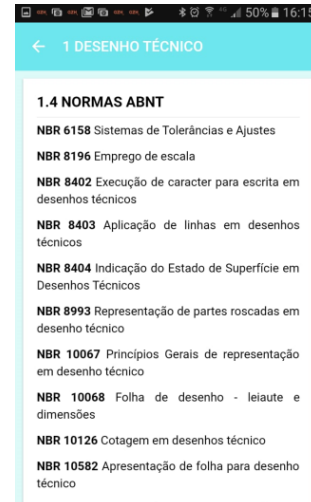 50% 16:15
← 1 DESENHO TÉCNICO
1.4 NORMAS ABNT
NBR 6158 Sistemas de Tolerâncias e Ajustes
NBR 8196 Emprego de escala
NBR 8402 Execução de caracter para escrita em
desenhos técnicos
NBR 8403 Aplicação de linhas em desenhos
técnicos
NBR 8404 Indicação do Estado de Superfície em
Desenhos Técnicos
NBR 8993 Representação de partes roscadas em
desenho técnico
NBR 10067 Princípios Gerais de representação
em desenho técnico
NBR 10068 Folha de desenho - leiaute e
dimensões
NBR 10126 Cotagem em desenhos técnico
NBR 10582 Apresentação de folha para desenho
técnico